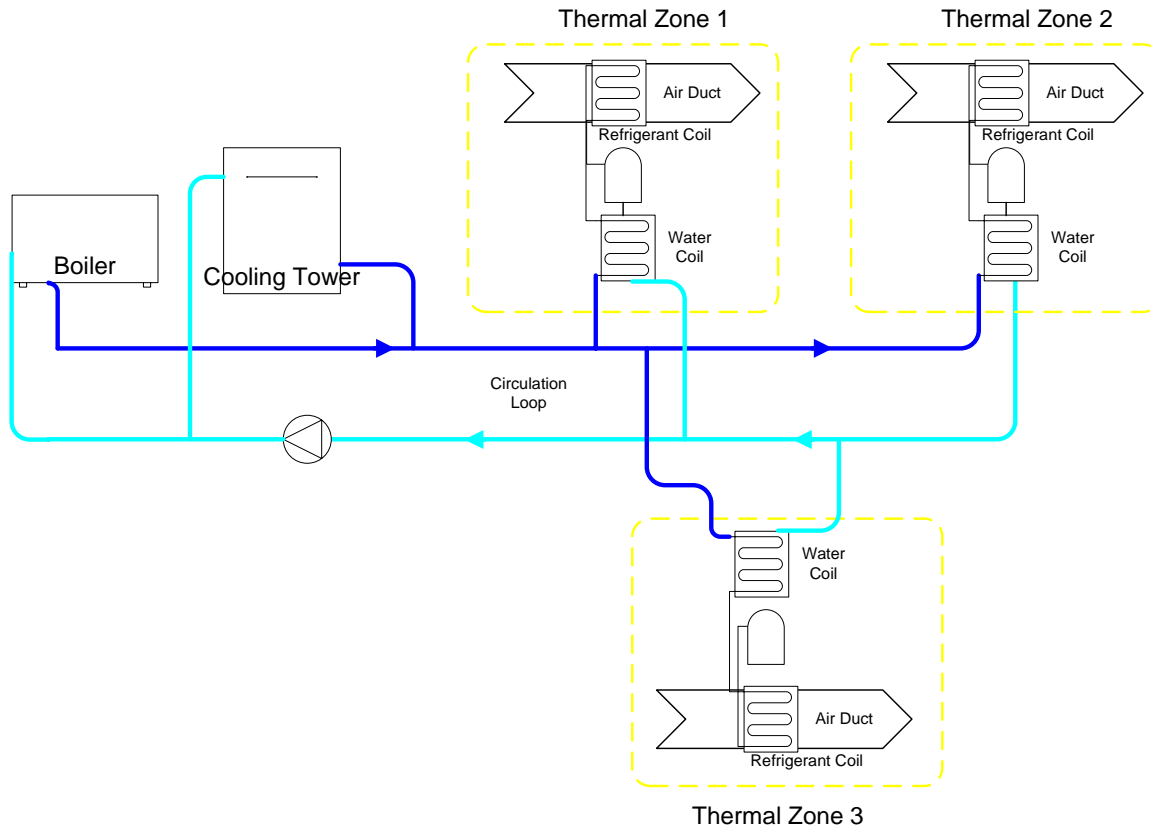 Thermal Zone 1
Thermal Zone 2
Air Duct
Refrigerant Coil
Air Duct
Refrigerant Coil
Water
Coil
Water
Coil
Boiler
Cooling Tower
Circulation
Loop
Water
Coil
Air Duct
Refrigerant Coil
Thermal Zone 3